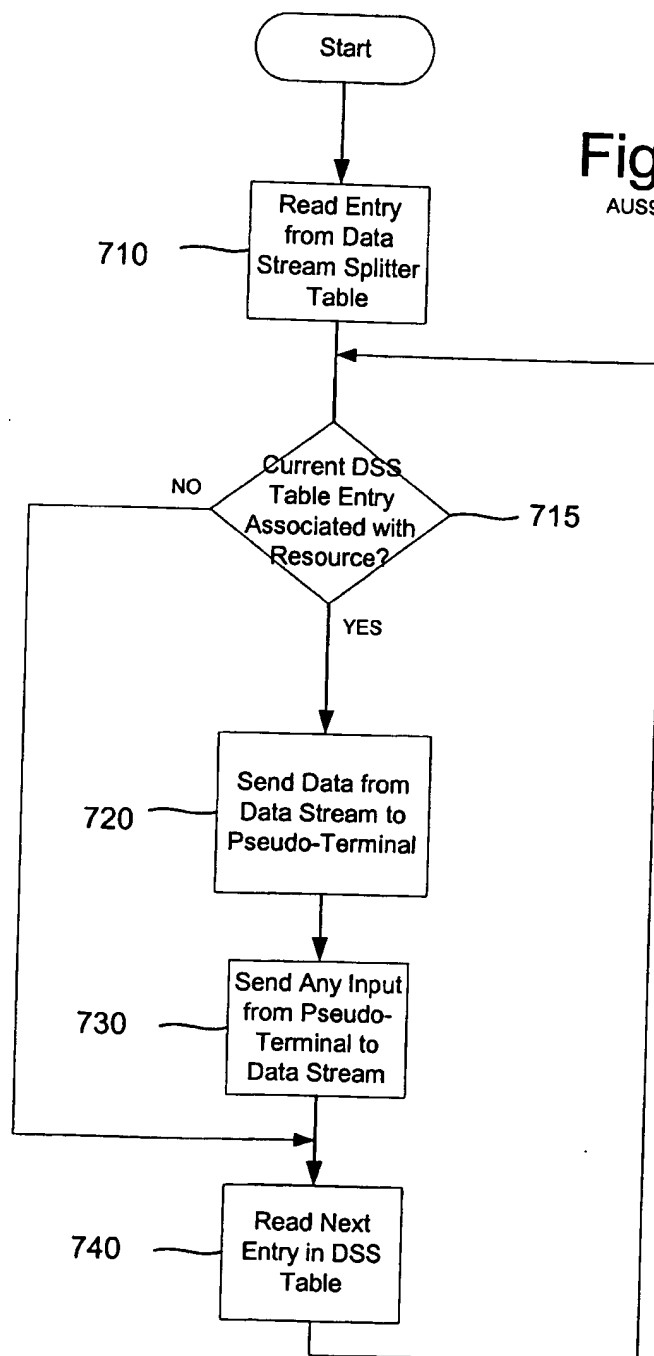 Start
Fig
AUS9
Read Entry
from Data
Stream Splitter
Table
710
Current DSS
Table Entry
Associated with
Resource?
NO
715
YES
Send Data from
Data Stream to
Pseudo-Terminal
720
Send Any Input
from Pseudo-
Terminal to
Data Stream
730
Read Next
Entry in DSS
Table
740